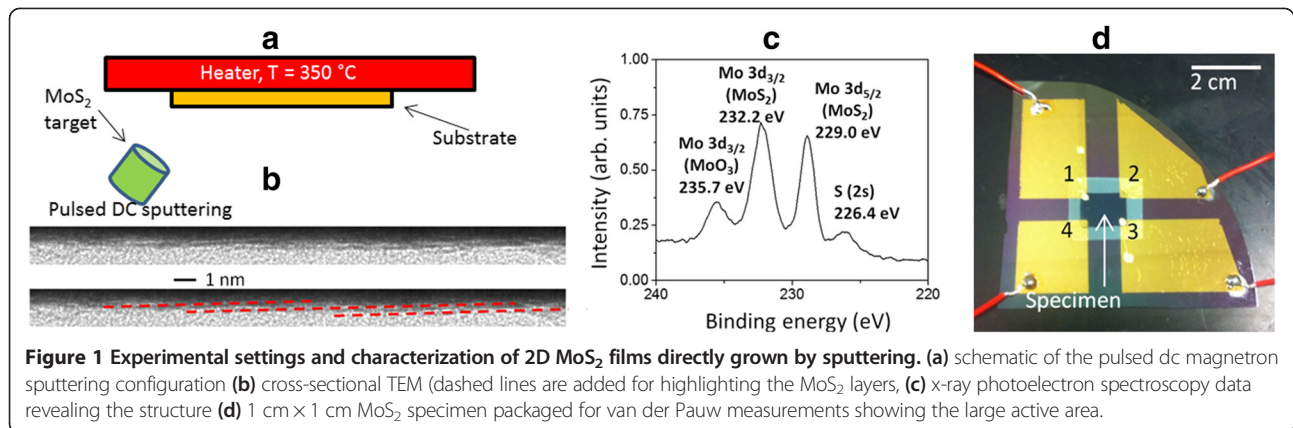 a
Heater, T = 350 °C
MoS₂
target
Substrate
Pulsed DC sputtering
b
1 nm
c
Intensity (arb. units)
1.00
0.75
0.50
0.25
0.00
Mo 3d₃/₂
(MoS₂)
232.2 eV
Mo 3d₅/₂
(MoS₂)
229.0 eV
Mo 3d₃/₂
(MoO₃)
235.7 eV
S (2s)
226.4 eV
240 235 230 225 220
Binding energy (eV)
d
2 cm
1 2
4 3
Specimen
Figure 1 Experimental settings and characterization of 2D MoS₂ films directly grown by sputtering. (a) schematic of the pulsed dc magnetron
sputtering configuration (b) cross-sectional TEM (dashed lines are added for highlighting the MoS₂ layers, (c) x-ray photoelectron spectroscopy data
revealing the structure (d) 1 cm × 1 cm MoS₂ specimen packaged for van der Pauw measurements showing the large active area.